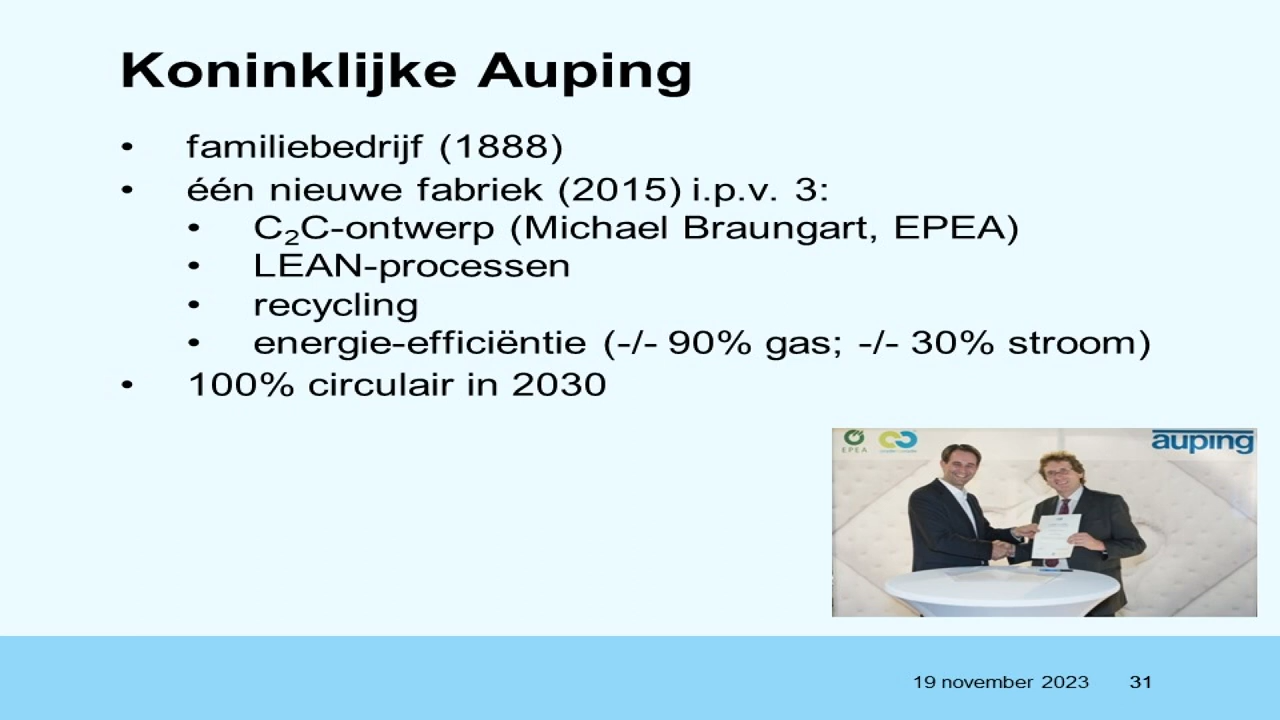 Koninklijke Auping
• familiebedrijf (1888)
• één nieuwe fabriek (2015) i.p.v. 3:
• C₂C-ontwerp (Michael Braungart, EPEA)
• LEAN-processen
• recycling
• energie-efficiëntie (-/- 90% gas; -/- 30% stroom)
• 100% circulair in 2030
EPEA
auping
19 november 2023 31